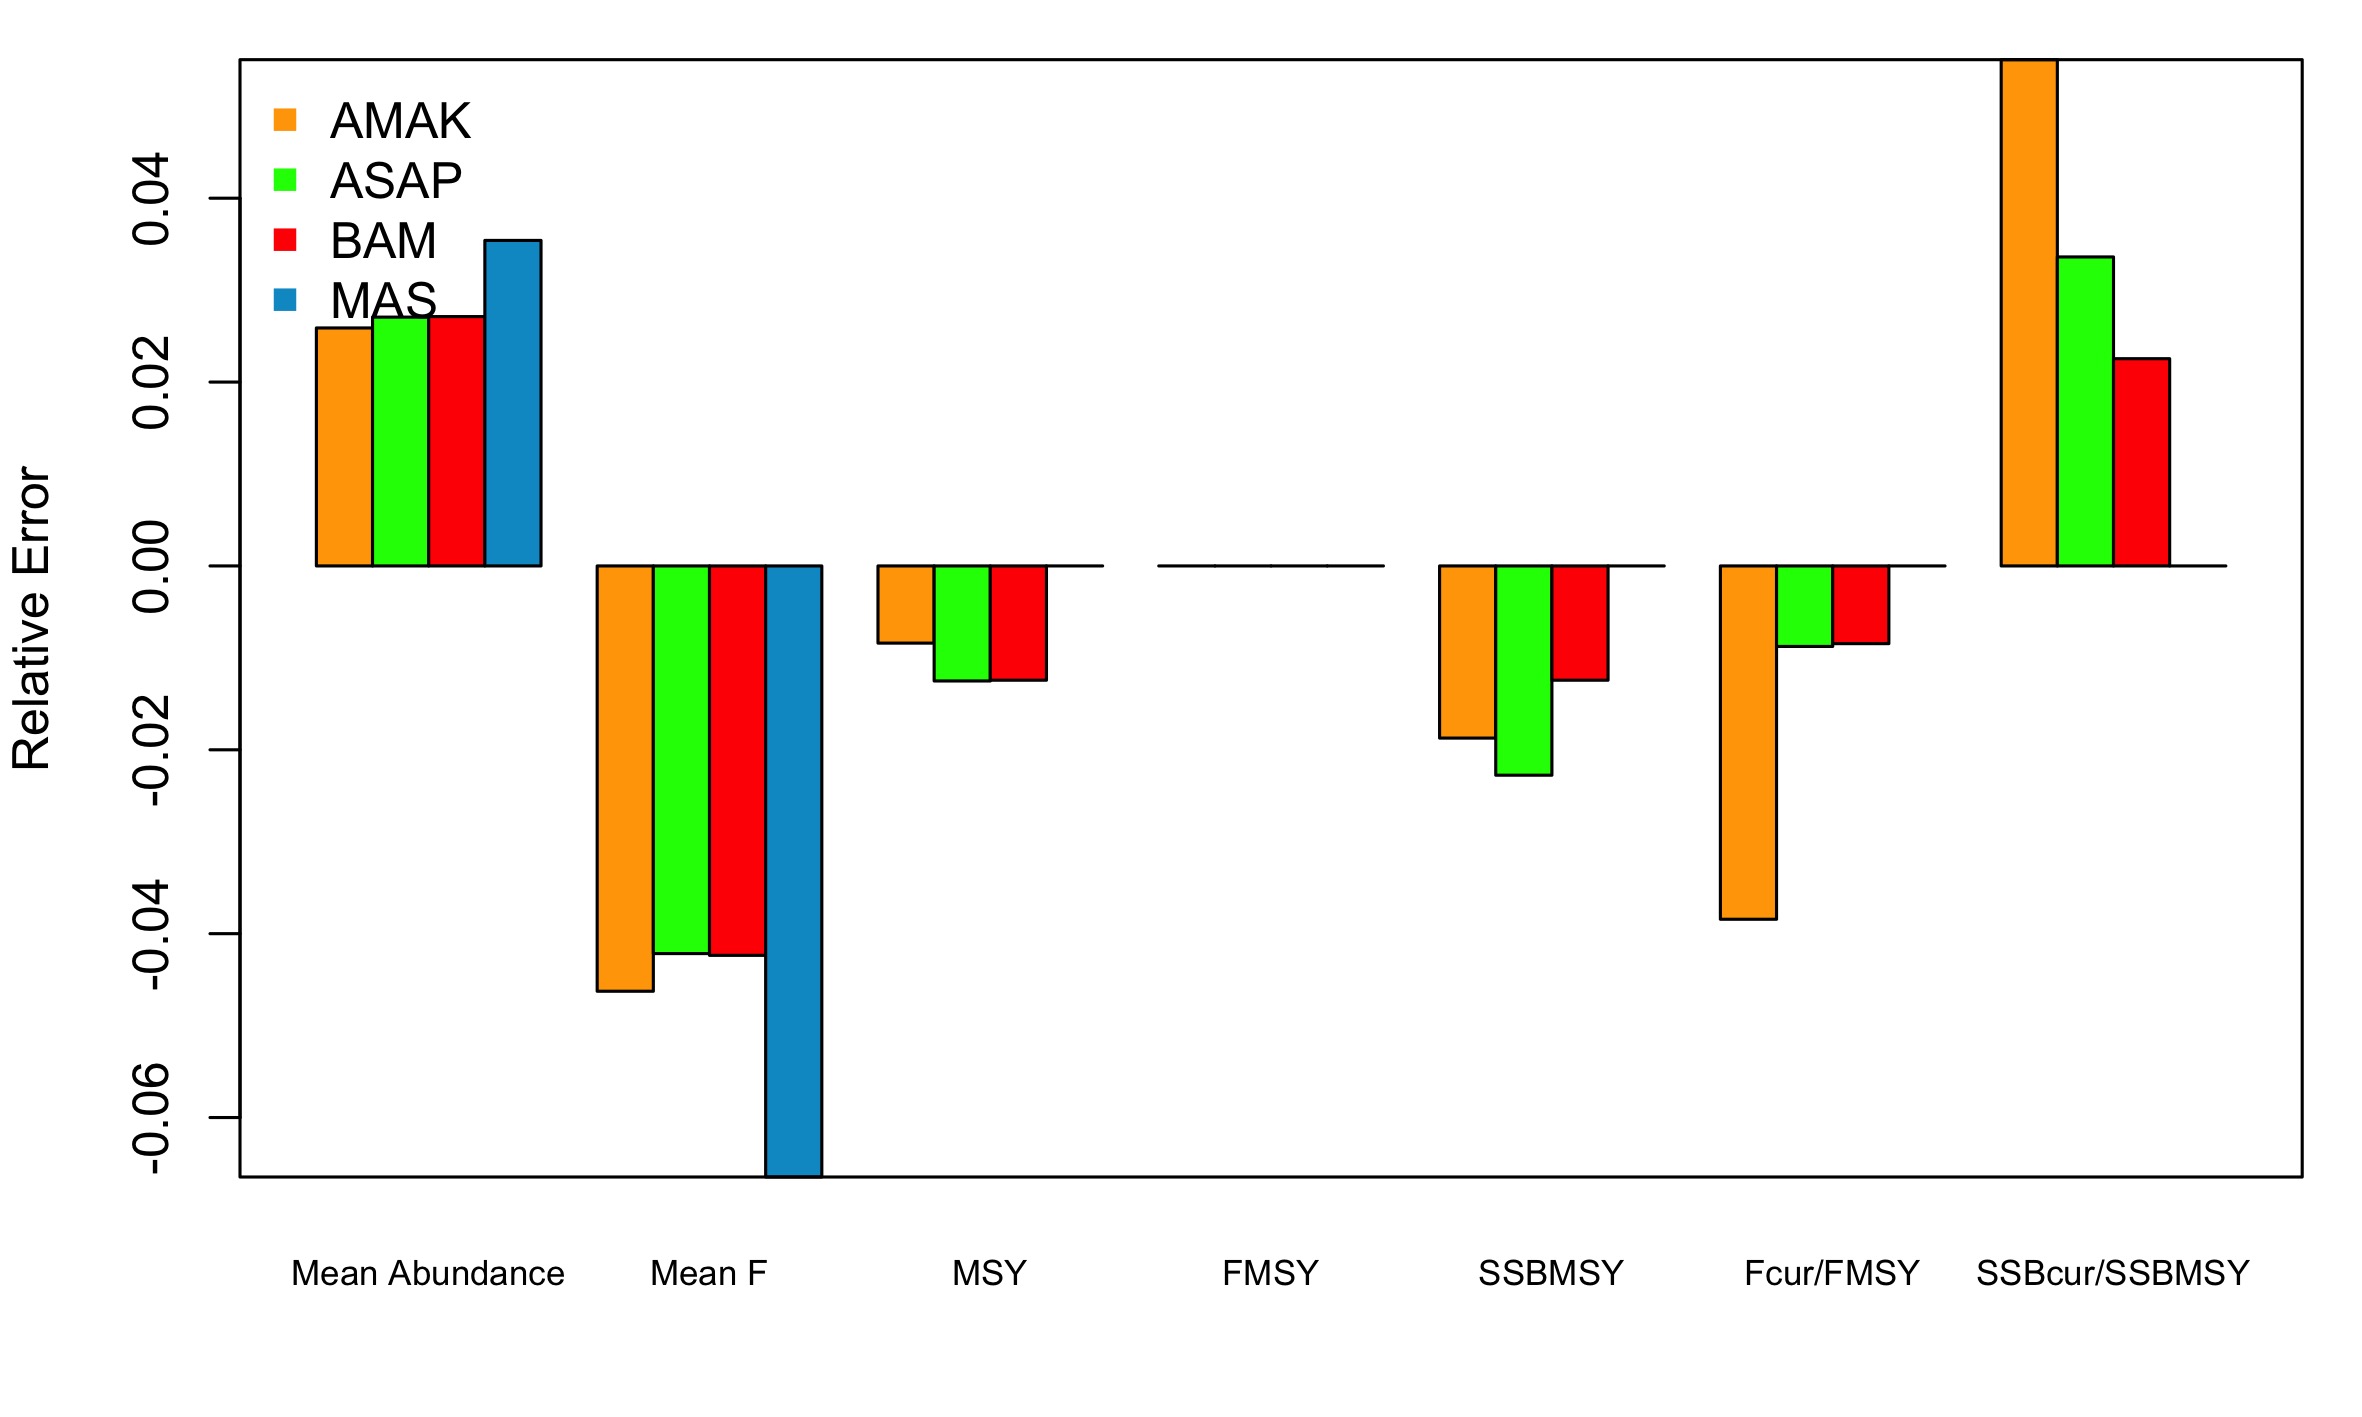 AMAK
ASAP
BAM
MAS
Relative Error
0.04
0.02
0.00
-0.02
-0.04
-0.06
Mean Abundance
Mean F
MSY
FMSY
SSBMSY
Fcur/FMSY
SSBcur/SSBMSY